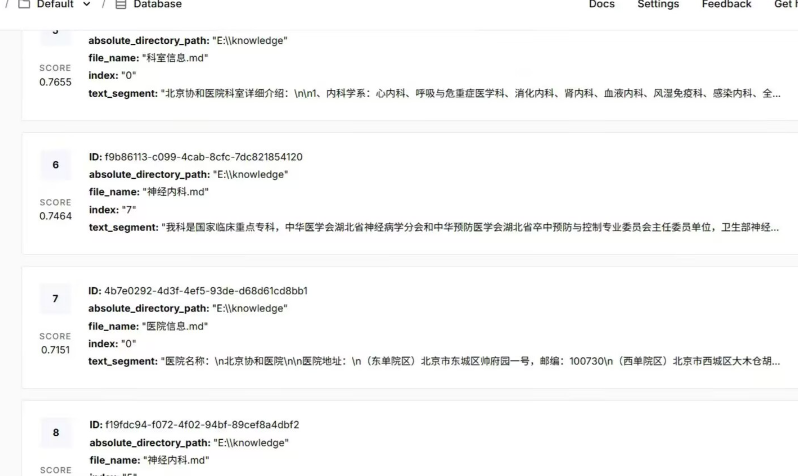 / Default / Database Docs Settings Feedback Get
5
absolute_directory_path: "E:\\knowledge"
file_name: "科室信息.md"
SCORE
0.7655
index: "0"
text_segment: "北京协和医院科室详细介绍：\n\n1、内科学系：心内科、呼吸与危重症医学科、消化内科、肾内科、血液内科、风湿免疫科、感染内科、全...
6
ID: f9b86113-c099-4cab-8cfc-7dc821854120
absolute_directory_path: "E:\\knowledge"
file_name: "神经内科.md"
SCORE
0.7464
index: "7"
text_segment: "我科是国家临床重点专科，中华医学会湖北省神经病学分会和中华预防医学会湖北省卒中预防与控制专业委员会主任委员单位，卫生部神经...
7
ID: 4b7e0292-4d3f-4ef5-93de-d68d61cd8bb1
absolute_directory_path: "E:\\knowledge"
file_name: "医院信息.md"
SCORE
0.7151
index: "0"
text_segment: "医院名称：\n北京协和医院\n\n医院地址：\n（东单院区）北京市东城区帅府园一号，邮编：100730\n（西单院区）北京市西城区大木仓胡...
8
ID: f19fdc94-f072-4f02-94bf-89cef8a4dbf2
absolute_directory_path: "E:\\knowledge"
file_name: "神经内科.md"
SCORE